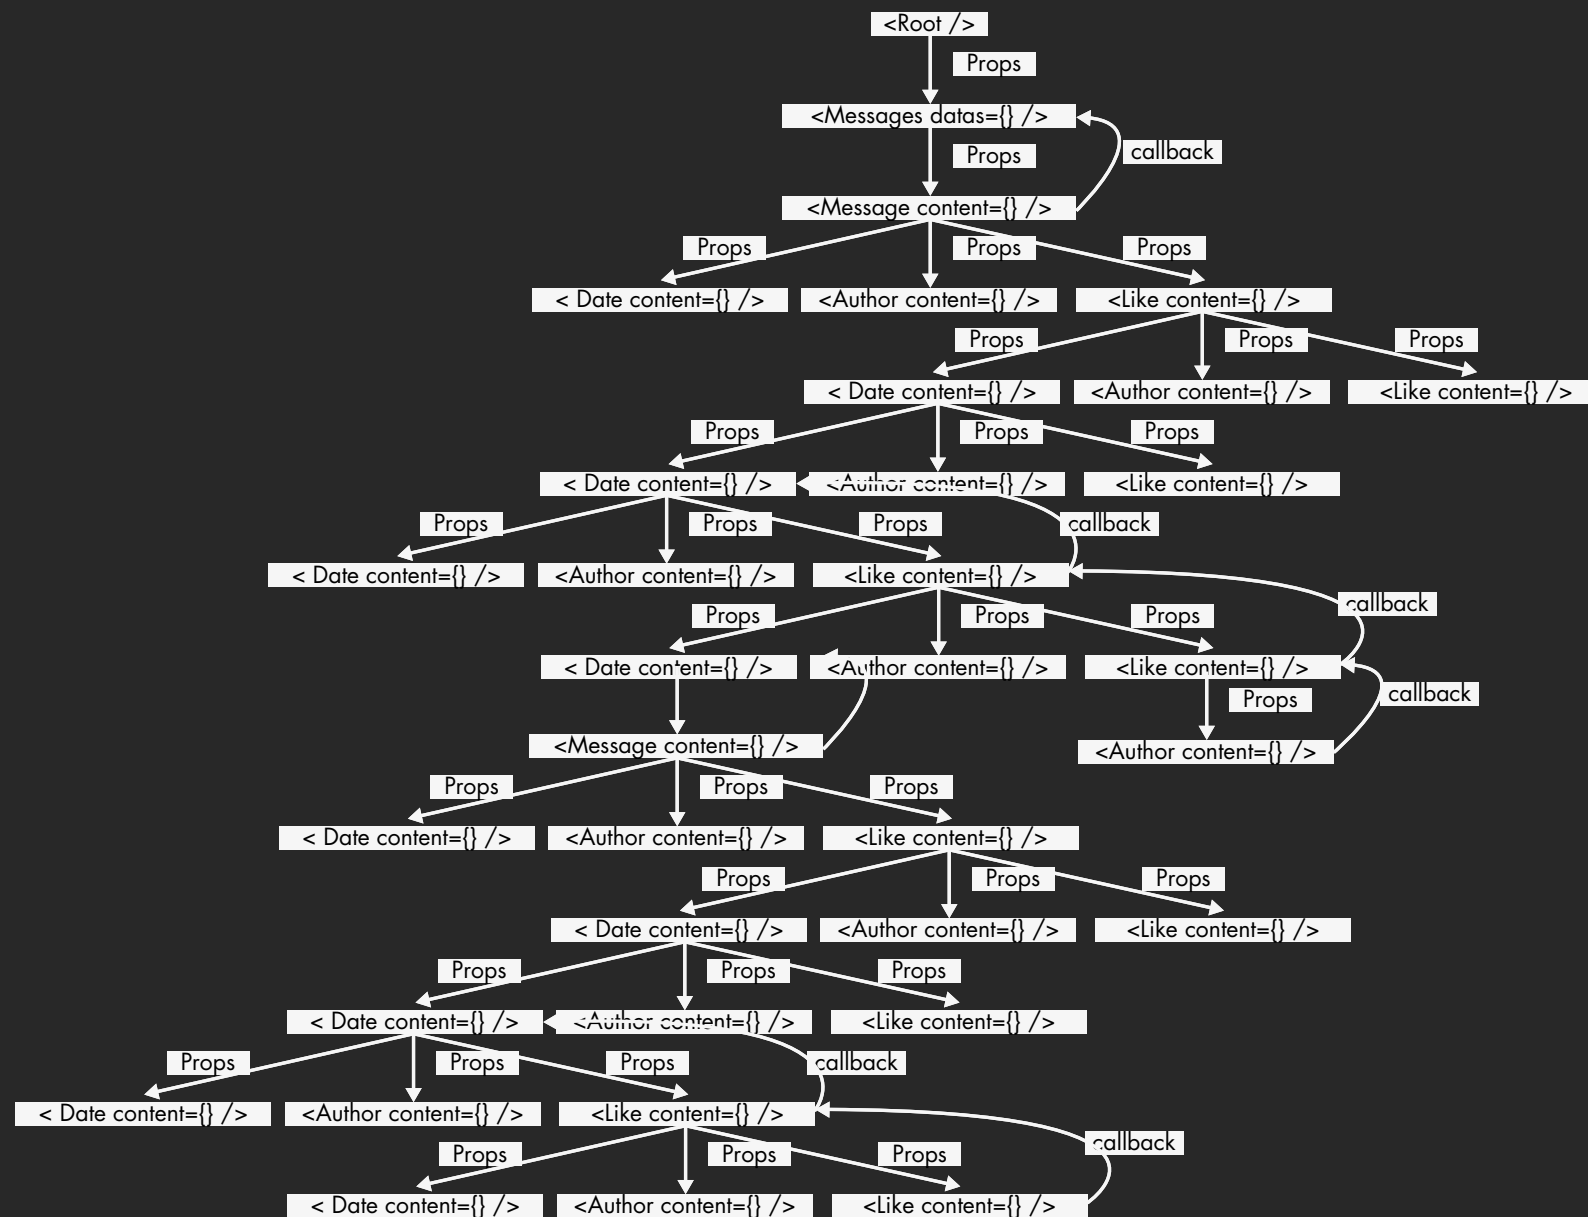 <Root />
Props
<Messages datas={} />
Props
callback
<Message content={} />
Props
Props
Props
< Date content={} />
<Author content={} />
<Like content={} />
Props
Props
Props
< Date content={} />
<Author content={} />
<Like content={} />
Props
Props
Props
< Date content={} />
<Author content={} />
<Like content={} />
Props
Props
Props
callback
< Date content={} />
<Author content={} />
<Like content={} />
callback
Props
Props
Props
< Date content={} />
<Author content={} />
<Like content={} />
callback
Props
<Message content={} />
<Author content={} />
Props
Props
Props
< Date content={} />
<Author content={} />
<Like content={} />
Props
Props
Props
< Date content={} />
<Author content={} />
<Like content={} />
Props
Props
Props
< Date content={} />
<Author content={} />
<Like content={} />
Props
Props
Props
callback
< Date content={} />
<Author content={} />
<Like content={} />
callback
Props
Props
Props
< Date content={} />
<Author content={} />
<Like content={} />